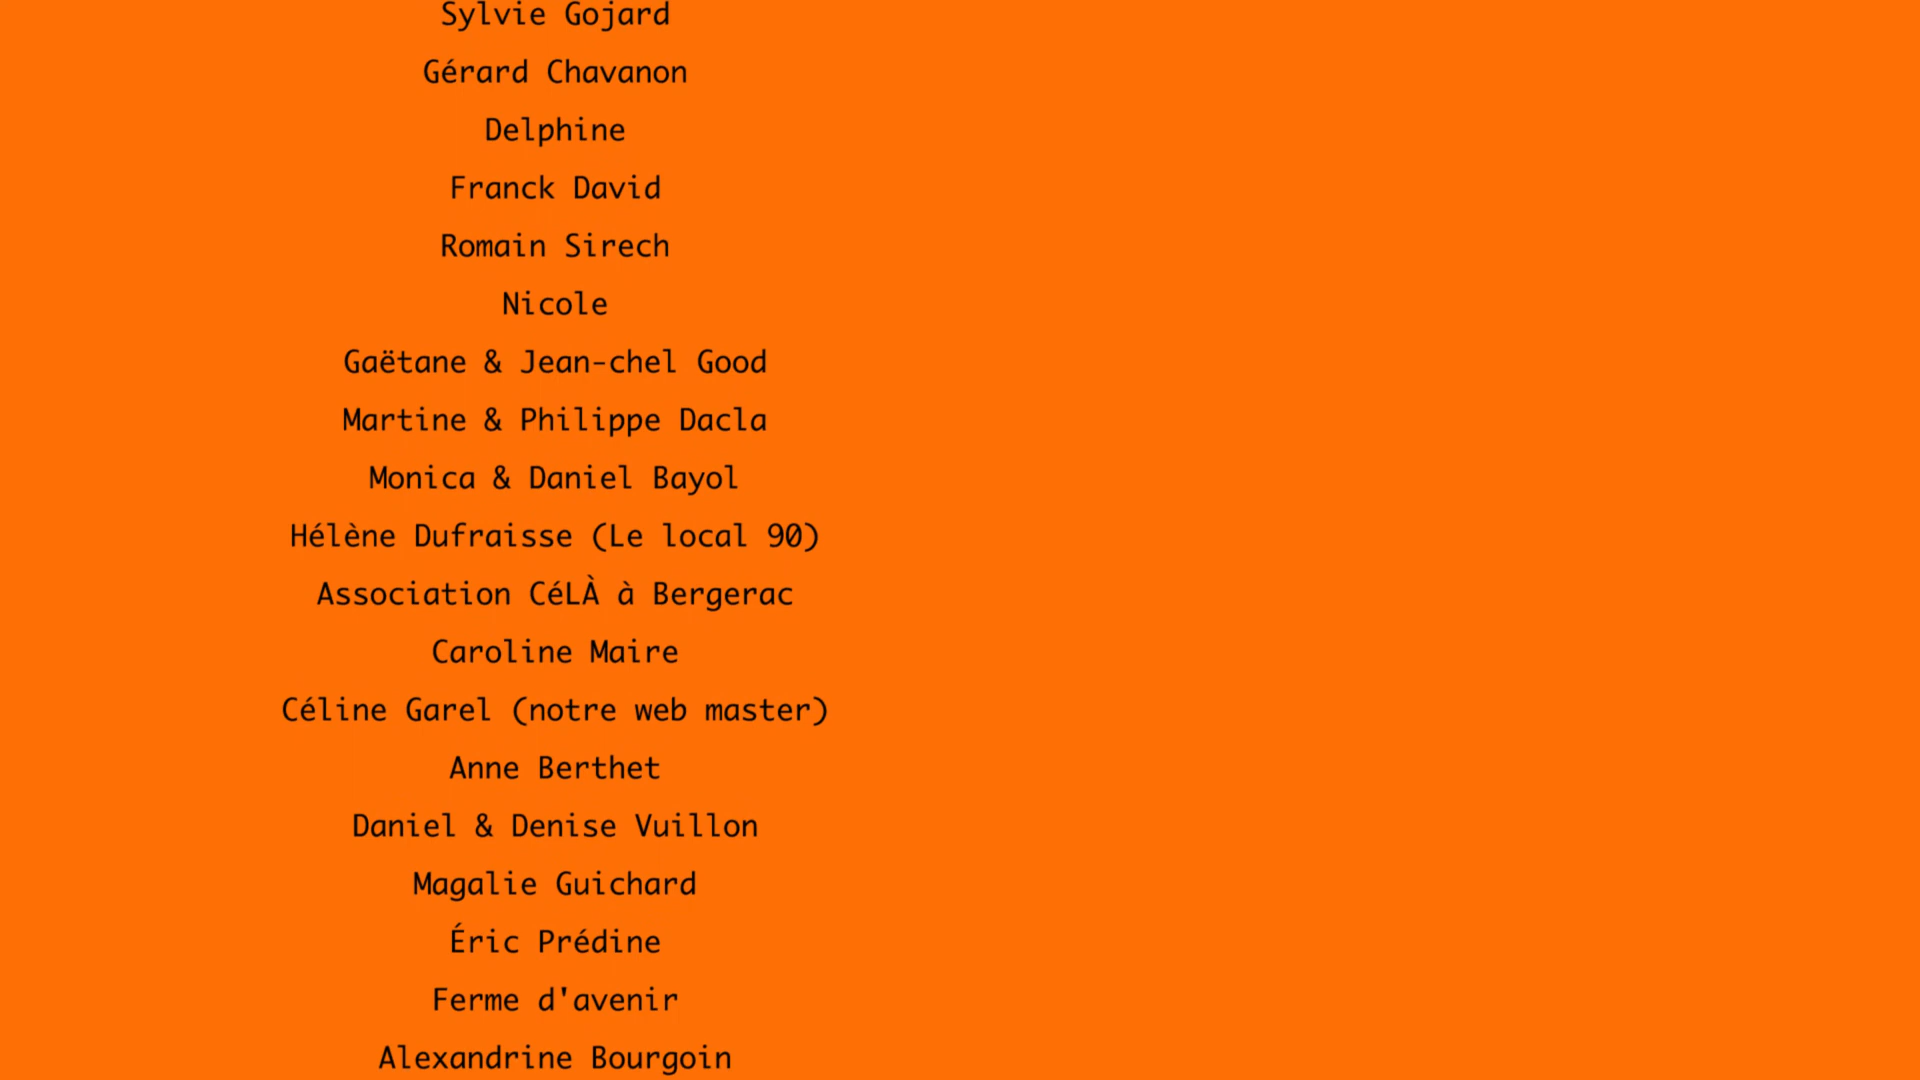 Sylvie Gojard
Gérard Chavanon
Delphine
Franck David
Romain Sirech
Nicole
Gaëtane & Jean-chel Good
Martine & Philippe Dacla
Monica & Daniel Bayol
Hélène Dufraisse (Le local 90)
Association CéLÀ à Bergerac
Caroline Maire
Céline Garel (notre web master)
Anne Berthet
Daniel & Denise Vuillon
Magalie Guichard
Éric Prédine
Ferme d'avenir
Alexandrine Bourgoin